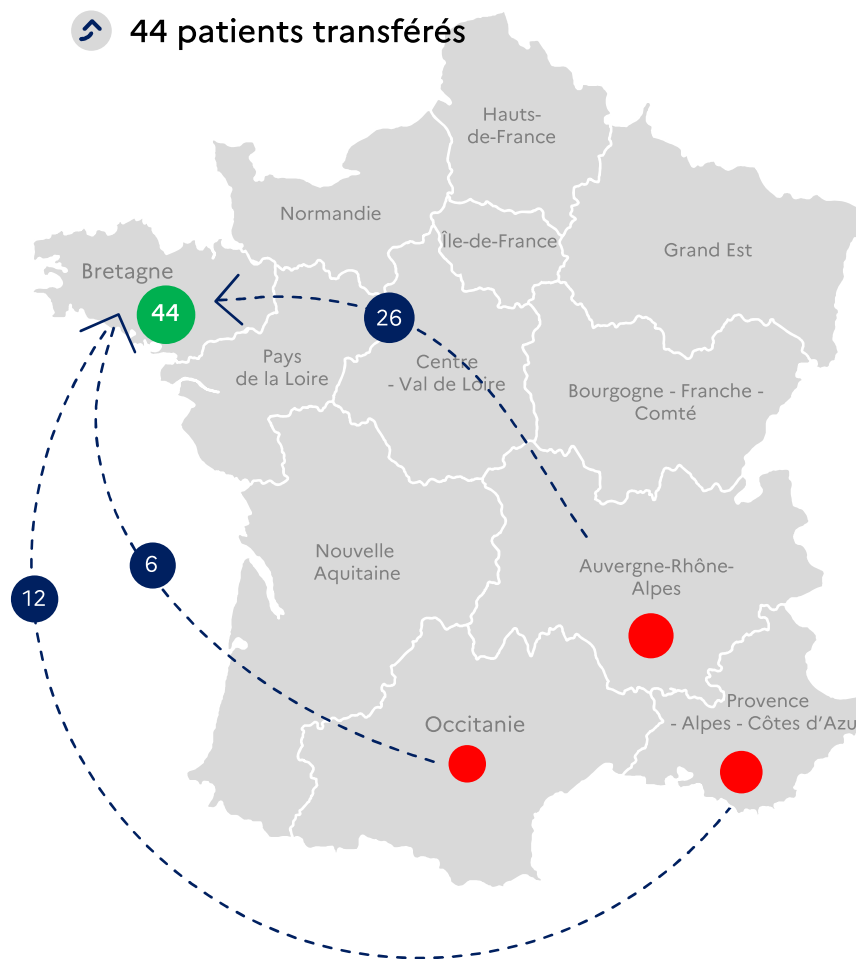 44 patients transférés
Hauts-
de-France
Normandie
Île-de-France
Grand Est
Bretagne
44
26
Pays
de la Loire
Centre
- Val de Loire
Bourgogne - Franche -
Comté
Nouvelle
Aquitaine
6
12
Auvergne-Rhône-
Alpes
Provence
- Alpes - Côtes d’Azu
Occitanie